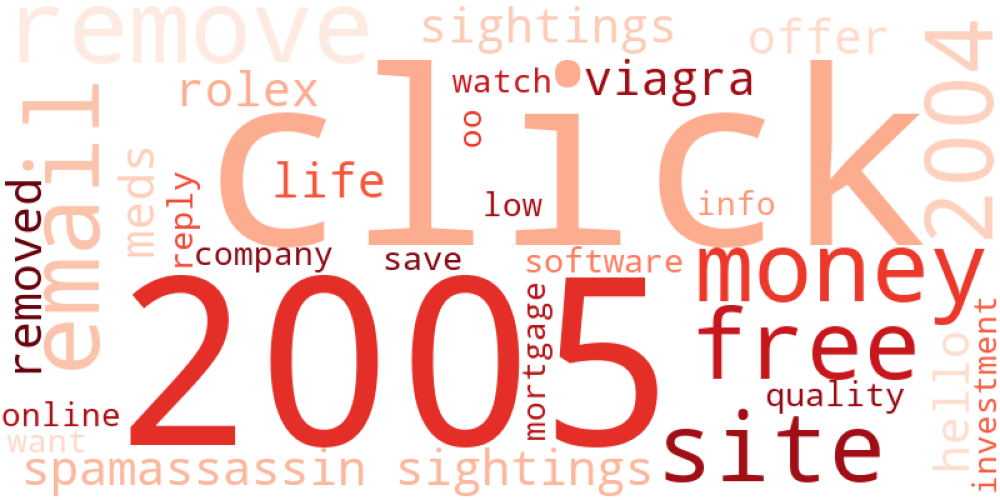 remove
sightings
offer
2004
rolex
watch
viagra
click
email
oo
meds
life
reply
removed
low
info
company
save
software
money
2005
mortgage
free
hello
investment
quality
online
want
site
spamassassin sightings